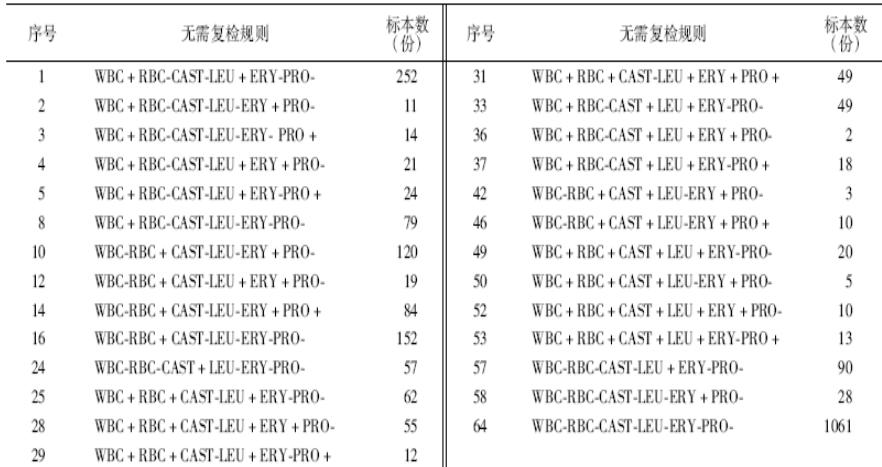 序号 无需复检规则 标本数（份） 序号 无需复检规则 标本数（份）
1 WBC + RBC-CAST-LEU + ERY-PRO- 252 31 WBC + RBC + CAST-LEU + ERY + PRO + 49
2 WBC + RBC-CAST-LEU-ERY + PRO- 11 33 WBC + RBC-CAST + LEU + ERY-PRO- 49
3 WBC + RBC-CAST-LEU-ERY- PRO + 14 36 WBC + RBC-CAST + LEU + ERY + PRO- 2
4 WBC + RBC-CAST-LEU + ERY + PRO- 21 37 WBC + RBC-CAST + LEU + ERY-PRO + 18
5 WBC + RBC-CAST-LEU + ERY-PRO + 24 42 WBC-RBC + CAST + LEU-ERY + PRO- 3
8 WBC + RBC-CAST-LEU-ERY-PRO- 79 46 WBC-RBC + CAST + LEU-ERY + PRO + 10
10 WBC-RBC + CAST-LEU-ERY + PRO- 120 49 WBC + RBC + CAST + LEU + ERY-PRO- 20
12 WBC-RBC + CAST-LEU + ERY + PRO- 19 50 WBC + RBC + CAST + LEU-ERY + PRO- 5
14 WBC-RBC + CAST-LEU-ERY + PRO + 84 52 WBC + RBC + CAST + LEU + ERY + PRO- 10
16 WBC-RBC + CAST-LEU-ERY-PRO- 152 53 WBC + RBC + CAST + LEU + ERY-PRO + 13
24 WBC-RBC-CAST + LEU-ERY-PRO- 57 57 WBC-RBC-CAST-LEU + ERY-PRO- 90
25 WBC + RBC + CAST-LEU + ERY-PRO- 62 58 WBC-RBC-CAST-LEU-ERY + PRO- 28
28 WBC + RBC + CAST-LEU + ERY + PRO- 55 64 WBC-RBC-CAST-LEU-ERY-PRO- 1061
29 WBC + RBC + CAST-LEU + ERY-PRO + 12